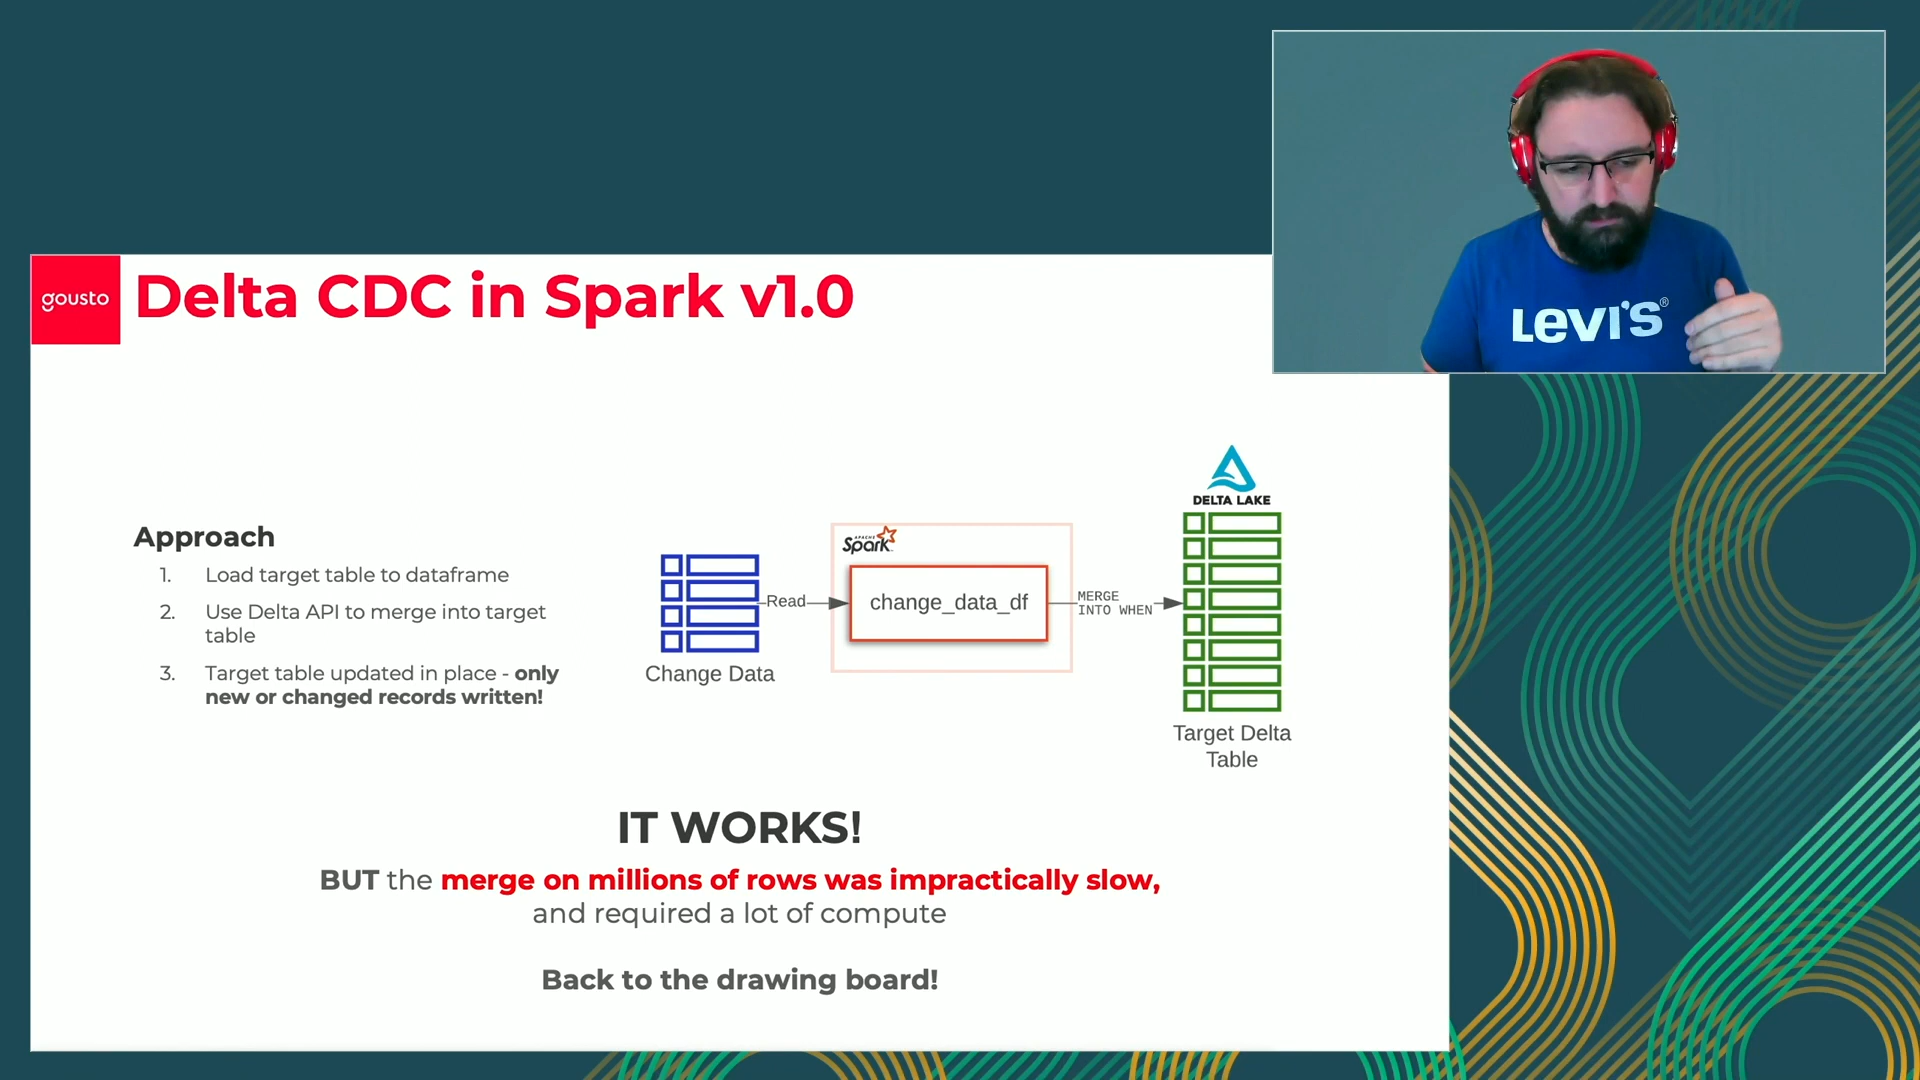 gousto
Delta CDC in Spark v1.0
LEVI'S®
Approach
1. Load target table to dataframe
2. Use Delta API to merge into target
table
3. Target table updated in place - only
new or changed records written!
Change Data
Read
APACHE
Spark
change_data_df
MERGE
INTO WHEN
DELTA LAKE
Target Delta
Table
IT WORKS!
BUT the merge on millions of rows was impractically slow,
and required a lot of compute
Back to the drawing board!